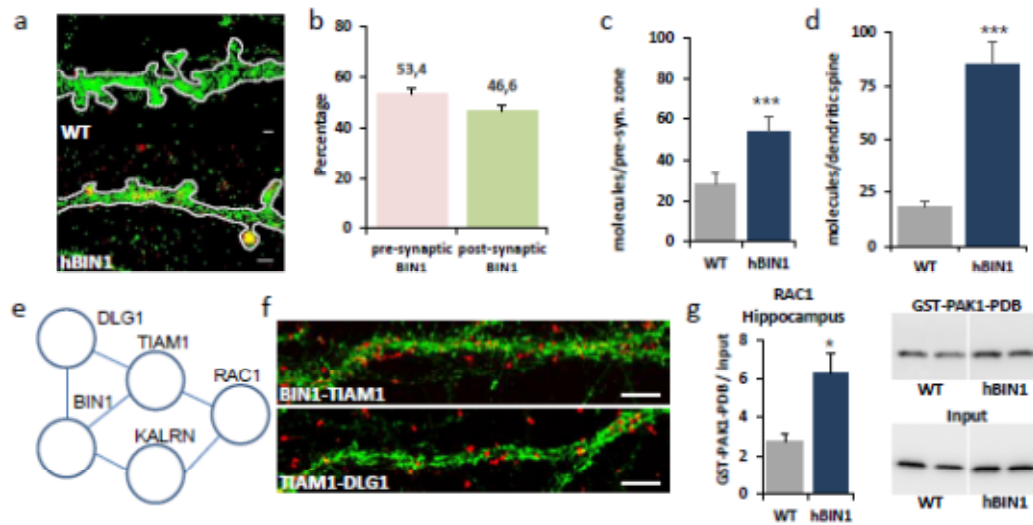 a
WT
hBIN1
b
Percentage
80
60
40
20
0
53,4
46,6
pre-synaptic
BIN1
post-synaptic
BIN1
c
molecules/pre-syn. zone
100
80
60
40
20
0
***
WT
hBIN1
d
molecules/dendritic spine
100
75
50
25
0
***
WT
hBIN1
e
DLG1
TIAM1
RAC1
BIN1
KALRN
f
BIN1-TIAM1
TIAM1-DLG1
g
RAC1
Hippocampus
GST-PAK1-PDB / input
8
6
4
2
0
*
WT
hBIN1
GST-PAK1-PDB
WT
hBIN1
Input
WT
hBIN1